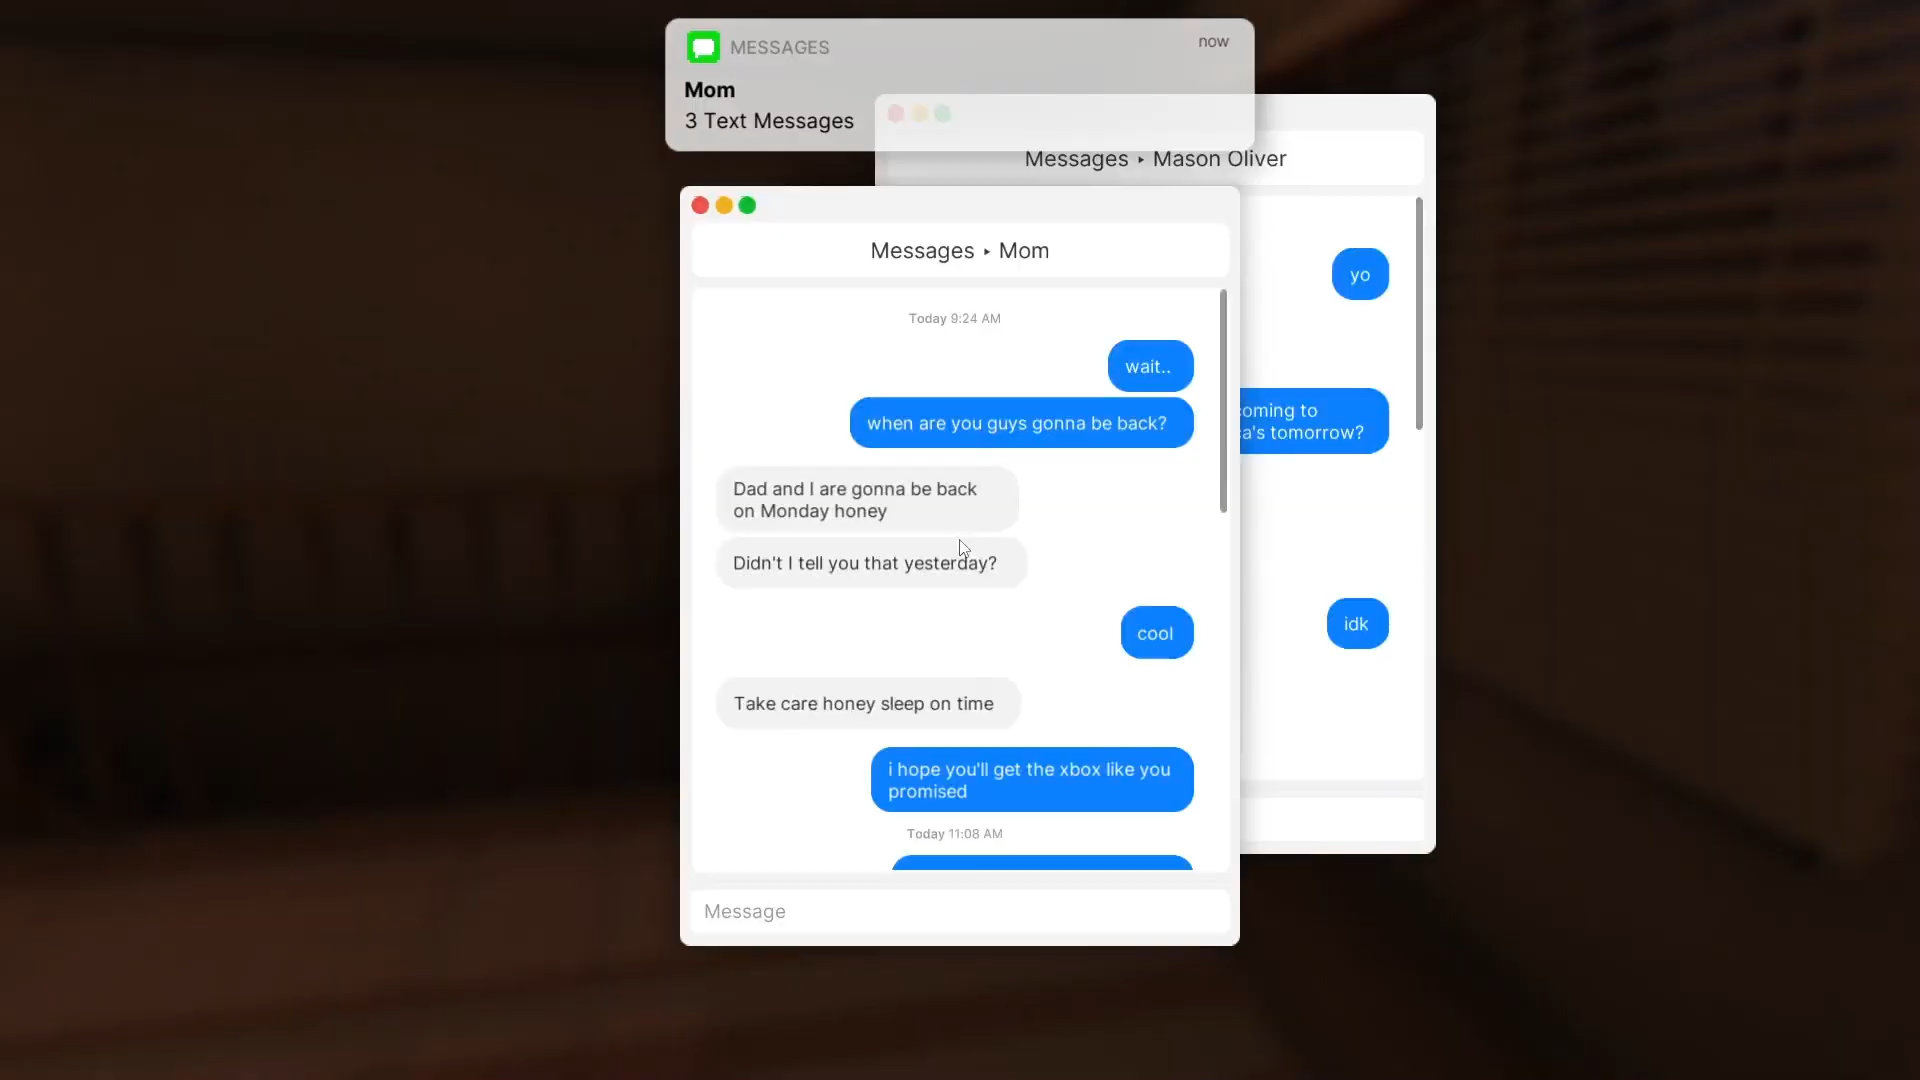 MESSAGES
now
Mom
3 Text Messages
Messages ▸ Mason Oliver
yo
coming to
tomorrow?
idk
Messages ▸ Mom
Today 9:24 AM
wait..
when are you guys gonna be back?
Dad and I are gonna be back
on Monday honey
Didn't I tell you that yesterday?
cool
Take care honey sleep on time
i hope you'll get the xbox like you
promised
Today 11:08 AM
Message